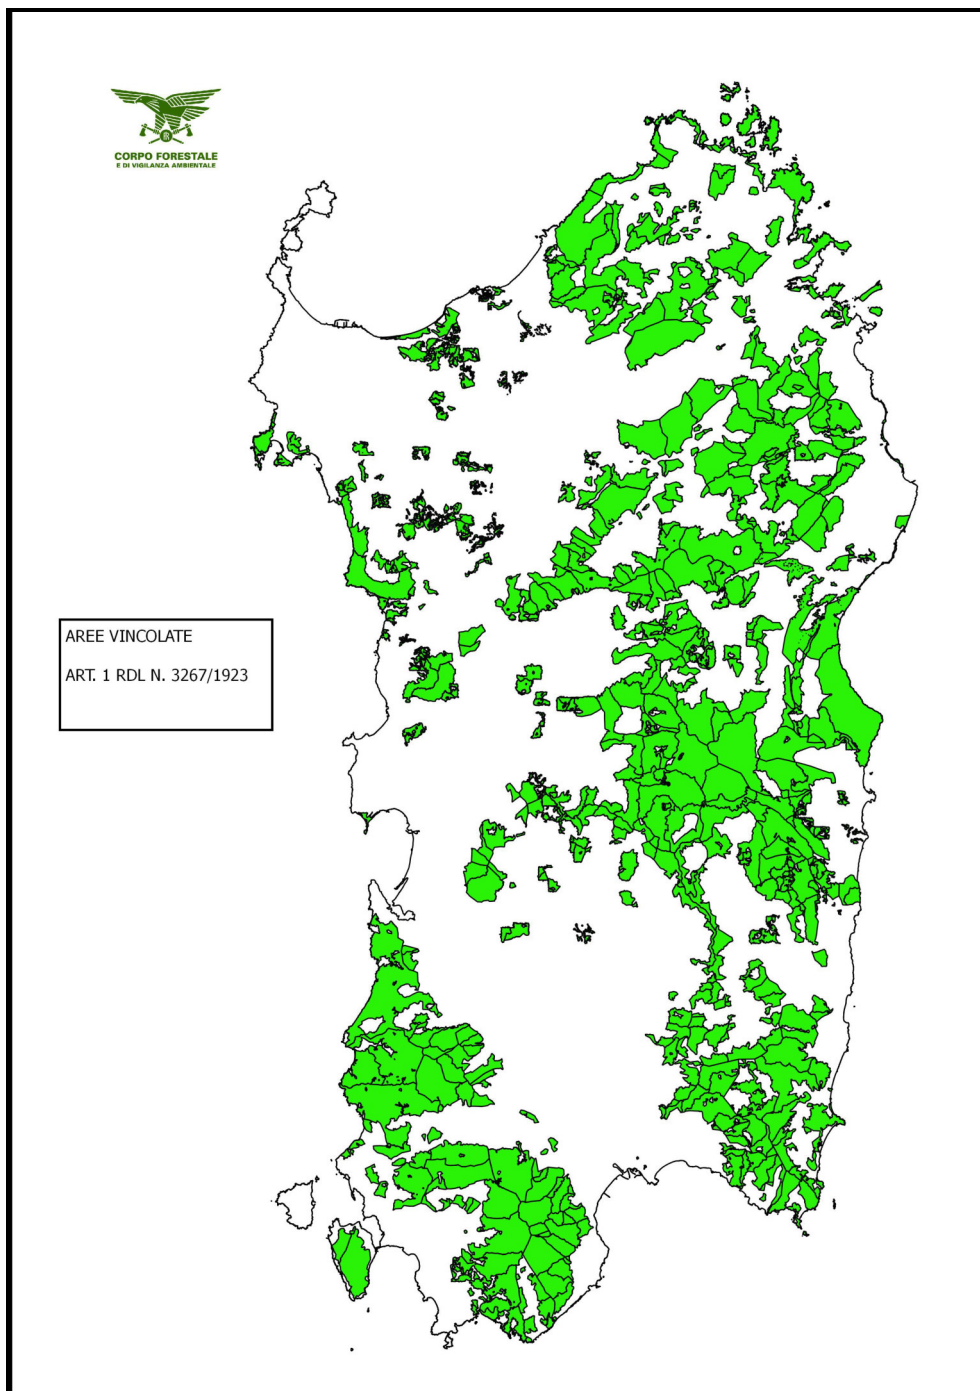 CORPO FORESTALE
E DI VIGILANZA AMBIENTALE
AREE VINCOLATE
ART. 1 RDL N. 3267/1923